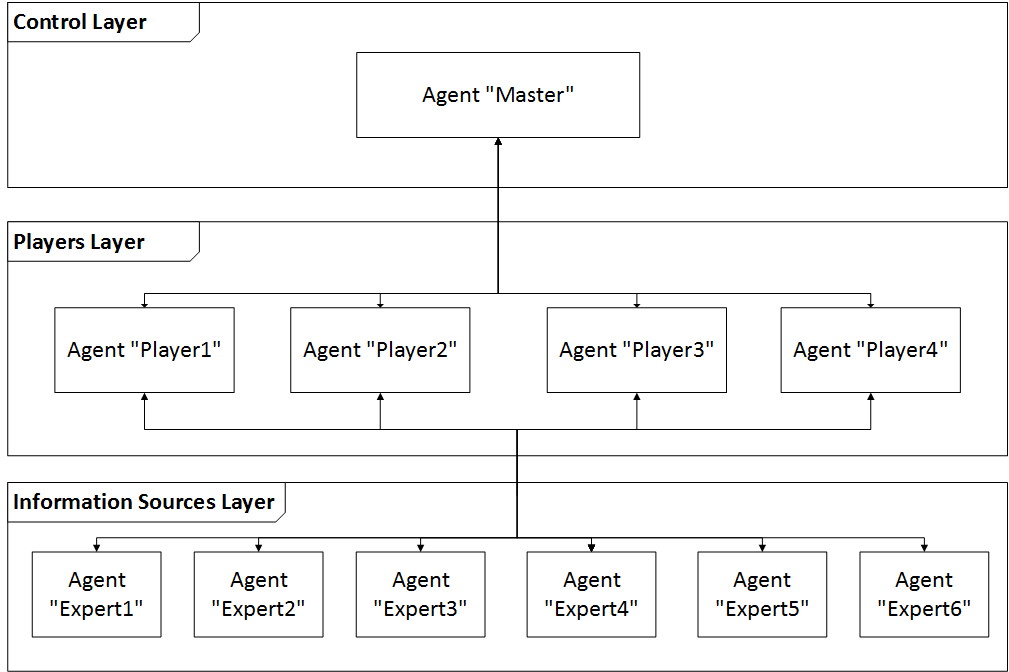 Control Layer
Agent "Master"
Players Layer
Agent "Player1"
Agent "Player2"
Agent "Player3"
Agent "Player4"
Information Sources Layer
Agent
"Expert1"
Agent
"Expert2"
Agent
"Expert3"
Agent
"Expert4"
Agent
"Expert5"
Agent
"Expert6"